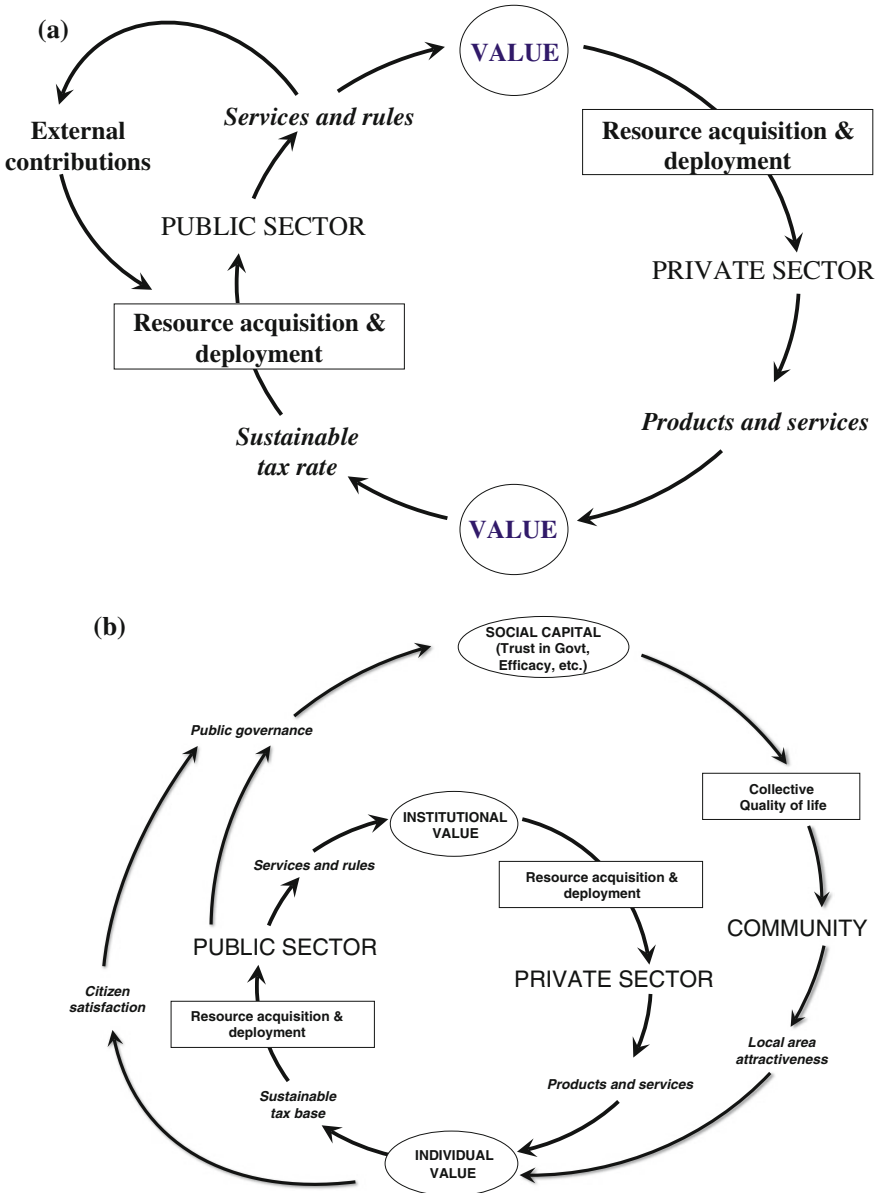 (a)
VALUE
Services and rules
External
contributions
Resource acquisition &
deployment
PUBLIC SECTOR
PRIVATE SECTOR
Resource acquisition &
deployment
Products and services
Sustainable
tax rate
VALUE
(b)
SOCIAL CAPITAL
(Trust in Govt,
Efficacy, etc.)
Public governance
Collective
Quality of life
INSTITUTIONAL
VALUE
Services and rules
Resource acquisition &
deployment
COMMUNITY
PUBLIC SECTOR
PRIVATE SECTOR
Citizen
satisfaction
Resource acquisition &
deployment
Local area
attractiveness
Products and services
Sustainable
tax base
INDIVIDUAL
VALUE